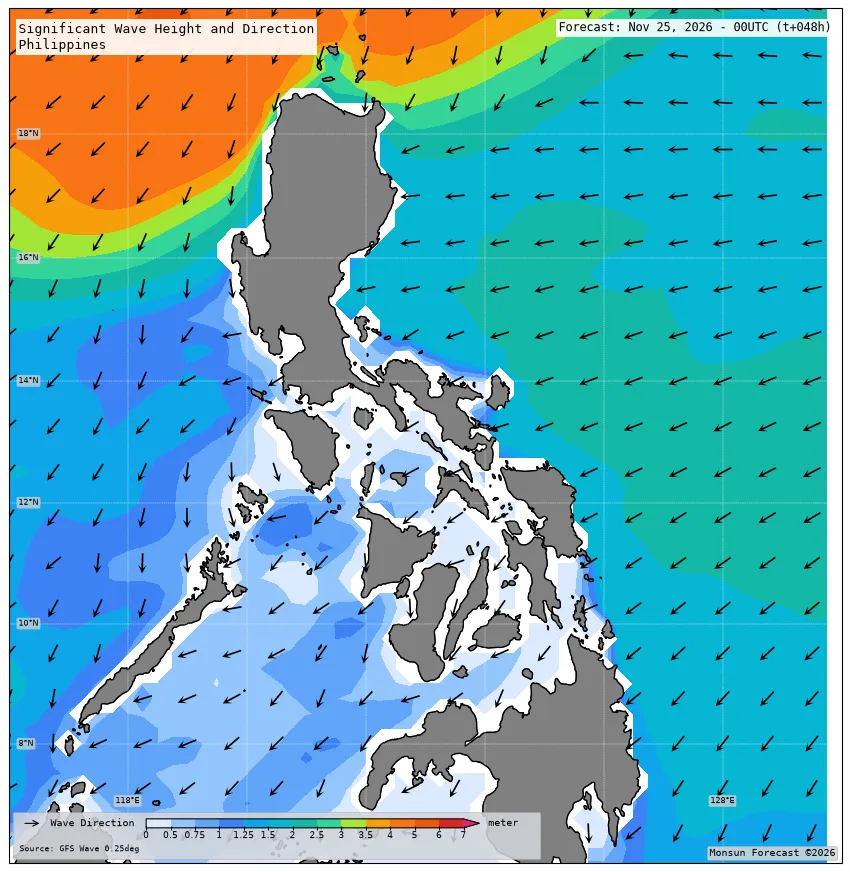 Significant Wave Height and Direction
Philippines
Forecast: Nov 25, 2026 - 00UTC (t+048h)
18°N
16°N
14°N
12°N
10°N
8°N
118°E
128°E
Wave Direction
0 0.5 0.75 1 1.25 1.5 2 2.5 3 3.5 4 5 6 7
meter
Source: GFS Wave 0.25deg
Monsun Forecast ©2026